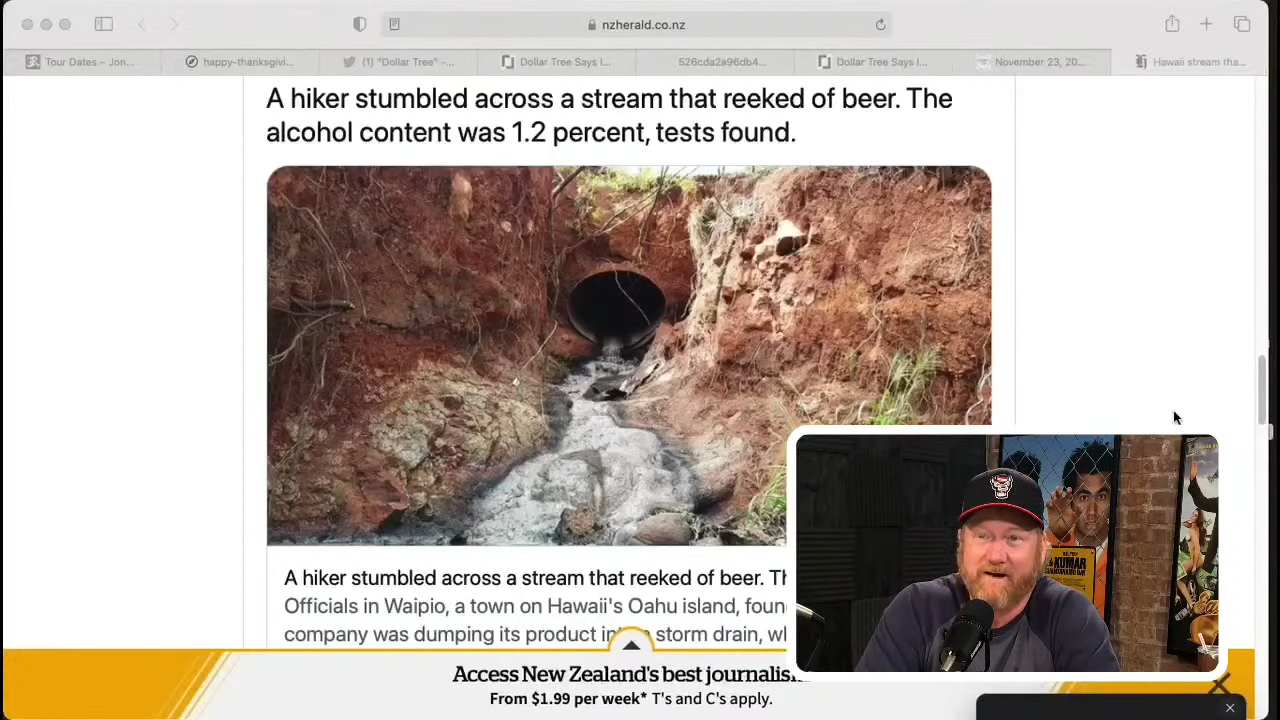 nzherald.co.nz
Tour Dates – Jon...
happy-thanksgivi...
(1) "Dollar Tree" –...
Dollar Tree Says I...
526cda2a96db4...
Dollar Tree Says I...
November 23, 20...
Hawaii stream tha...
A hiker stumbled across a stream that reeked of beer. The
alcohol content was 1.2 percent, tests found.
A hiker stumbled across a stream that reeked of beer. Th
Officials in Waipio, a town on Hawaii's Oahu island, foun
company was dumping its product into storm drain, wh
Access New Zealand's best journalism
From $1.99 per week* T's and C's apply.
KUMAR